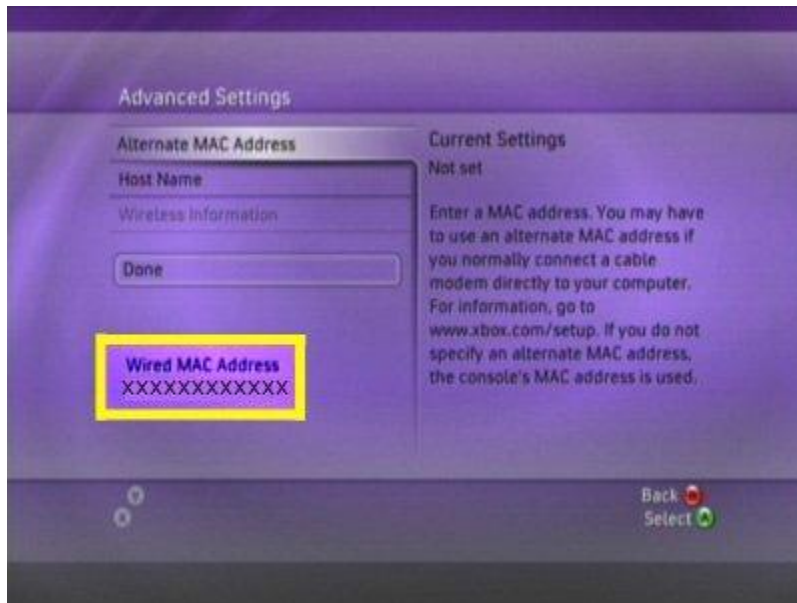 Advanced Settings
Alternate MAC Address
Host Name
Wireless Information
Done
Wired MAC Address
XXXXXXXXXXXX
Current Settings
Not set
Enter a MAC address. You may have
to use an alternate MAC address if
you normally connect a cable
modem directly to your computer.
For information, go to
www.xbox.com/setup. If you do not
specify an alternate MAC address,
the console's MAC address is used.
Y
X
Back B
Select A